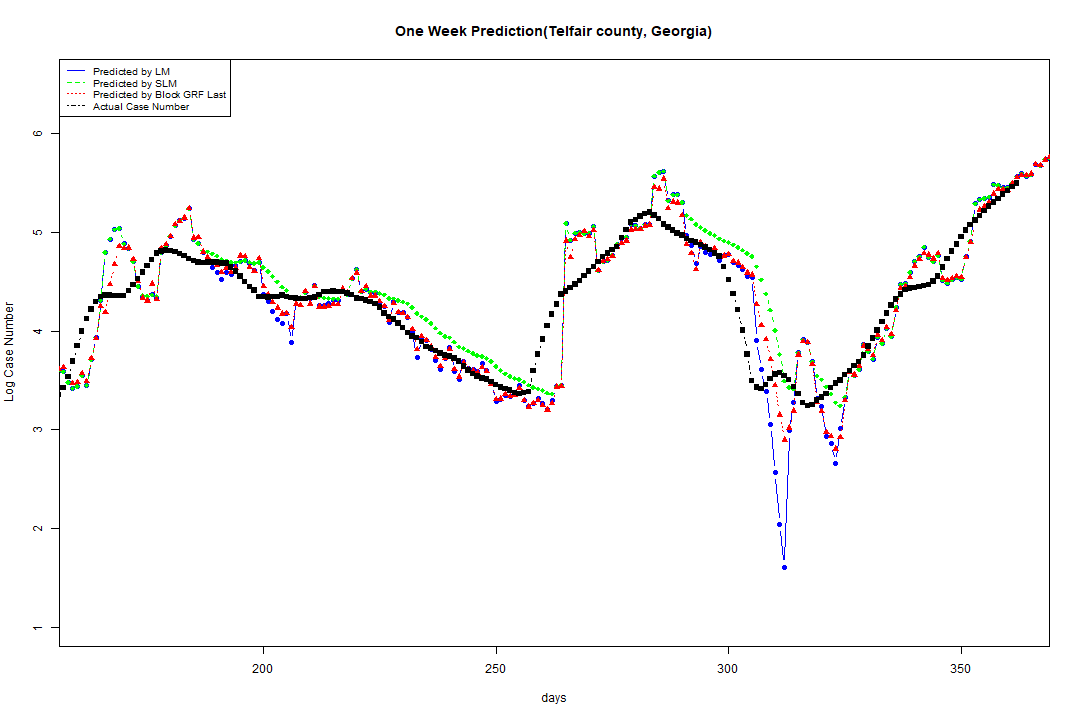 One Week Prediction(Telfair county, Georgia)
Predicted by LM
Predicted by SLM
Predicted by Block GRF Last
Actual Case Number
Log Case Number
6
5
4
3
2
1
200
250
300
350
days